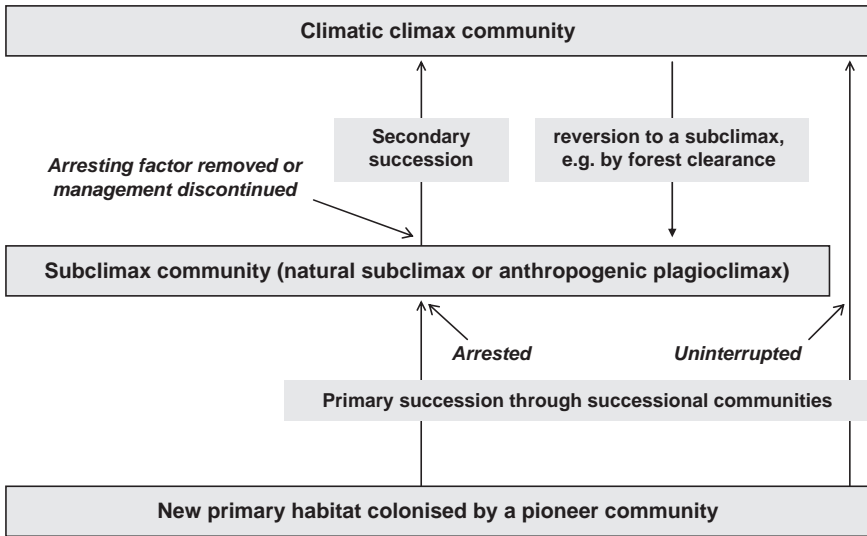 Climatic climax community
Secondary
succession
reversion to a subclimax,
e.g. by forest clearance
Arresting factor removed or
management discontinued
Subclimax community (natural subclimax or anthropogenic plagioclimax)
Arrested
Uninterrupted
Primary succession through successional communities
New primary habitat colonised by a pioneer community